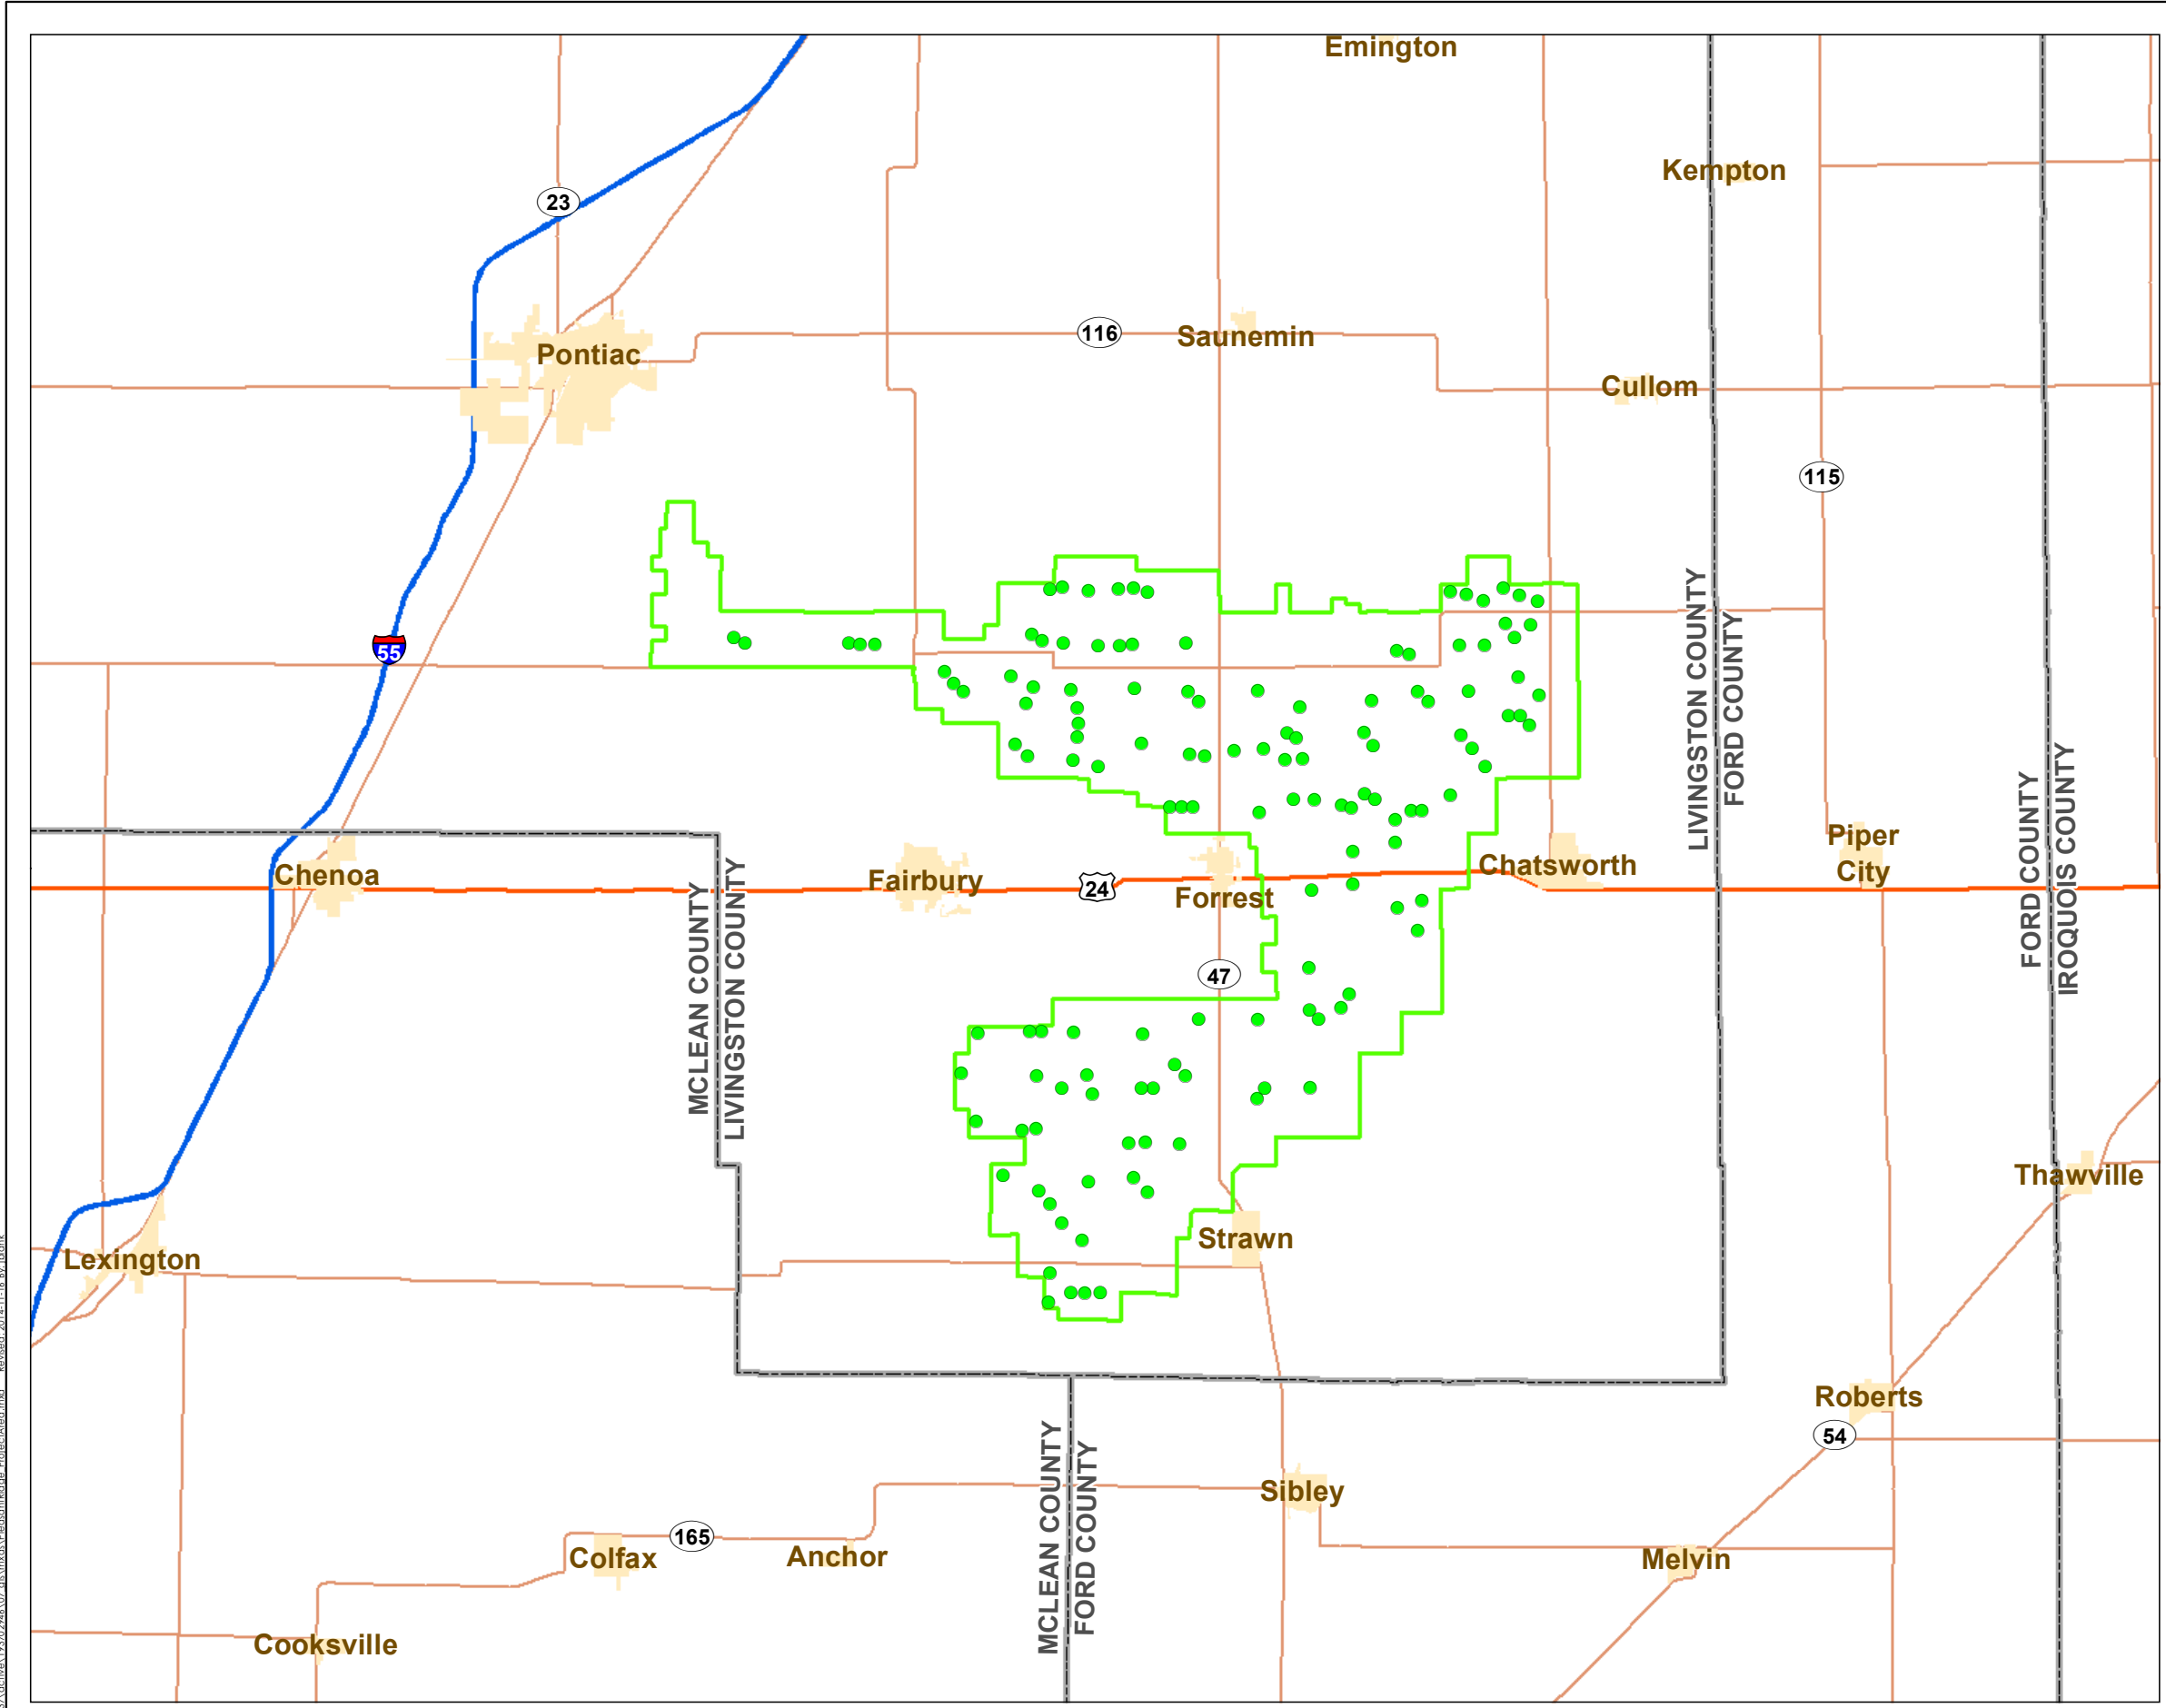 Emington
Kempton
23
116
Saunemin
Pontiac
Cullom
115
55
LIVINGSTON COUNTY
FORD COUNTY
FORD COUNTY
IROQUOIS COUNTY
Piper
City
Chenoa
Fairbury
24
Forrest
Chatsworth
MCLEAN COUNTY
LIVINGSTON COUNTY
47
Thawville
Lexington
Strawn
Roberts
54
MCLEAN COUNTY
FORD COUNTY
Sibley
165
Colfax
Anchor
Melvin
Cooksville